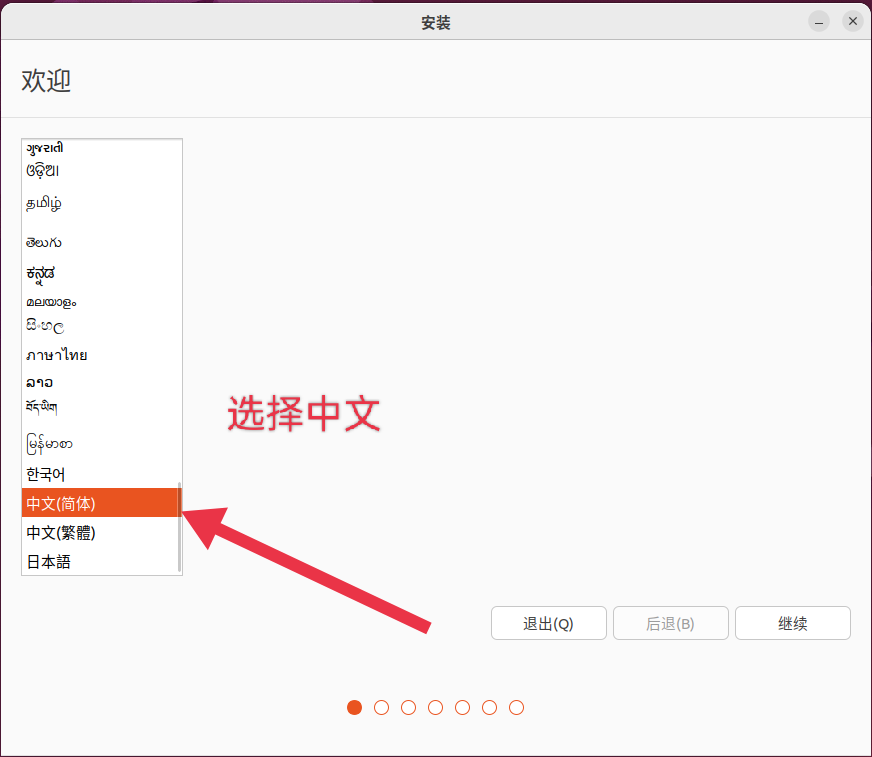 安装
欢迎
ગુજરાતી
ଓଡ଼ିଆ
தமிழ்
తెలుగు
ಕನ್ನಡ
മലയാളം
සිංහල
ภาษาไทย
ລາວ
བོད་ཡིག
မြန်မာစာ
한국어
中文(简体)
中文(繁體)
日本語
选择中文
退出(Q)
后退(B)
继续